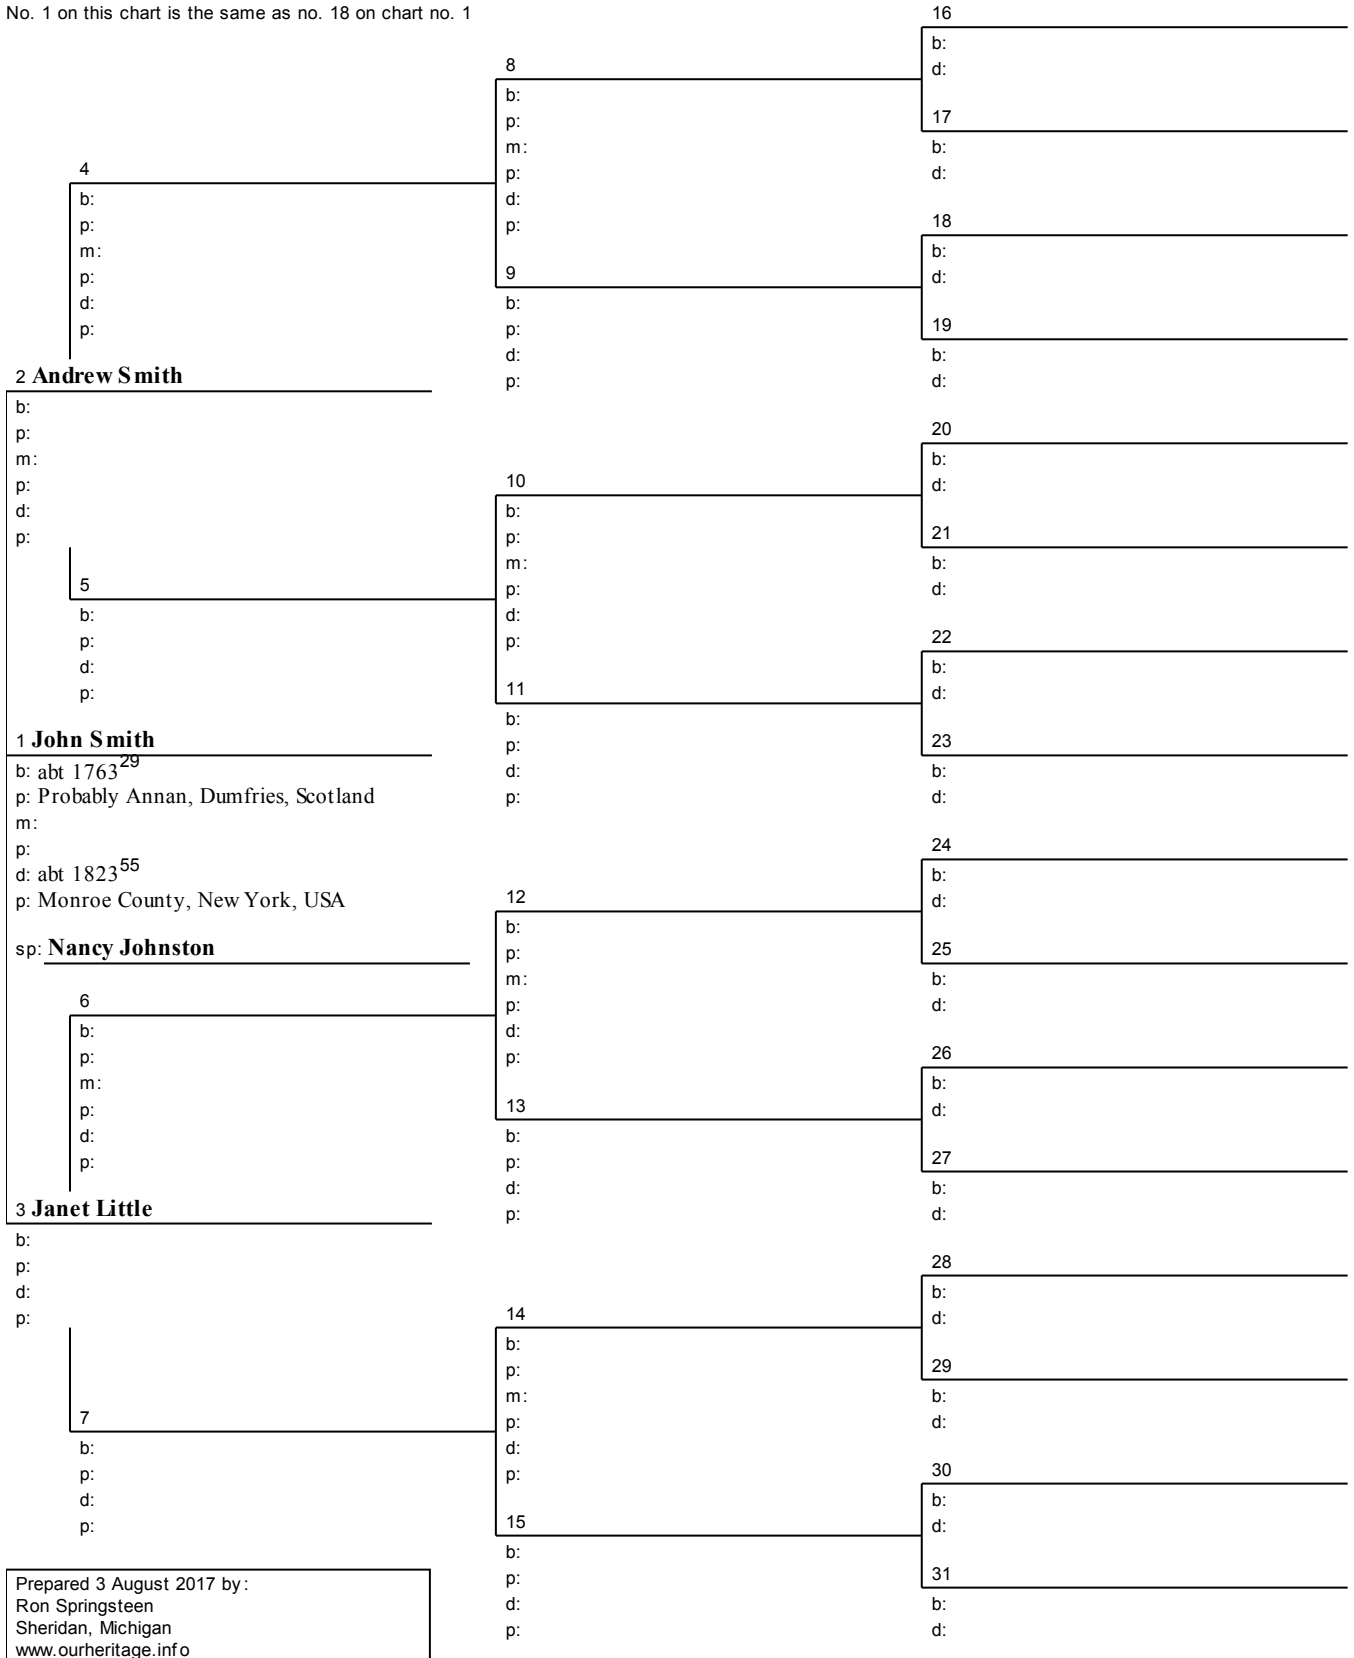 No. 1 on this chart is the same as no. 18 on chart no. 1
4
b:
p:
m:
p:
d:
p:
2 Andrew Smith
b:
p:
m:
p:
d:
p:
5
b:
p:
d:
p:
1 John Smith
b: abt 1763 29
p: Probably Annan, Dumfries, Scotland
m:
p:
d: abt 1823 55
p: Monroe County, New York, USA
sp: Nancy Johnston
6
b:
p:
m:
p:
d:
p:
3 Janet Little
b:
p:
d:
p:
7
b:
p:
d:
p:
Prepared 3 August 2017 by:
Ron Springsteen
Sheridan, Michigan
www.ourheritage.info
8
b:
p:
m:
p:
d:
p:
9
b:
p:
d:
p:
10
b:
p:
m:
p:
d:
p:
11
b:
p:
d:
p:
12
b:
p:
m:
p:
d:
p:
13
b:
p:
d:
p:
14
b:
p:
m:
p:
d:
p:
15
b:
p:
d:
p:
16
b:
d:
17
b:
d:
18
b:
d:
19
b:
d:
20
b:
d:
21
b:
d:
22
b:
d:
23
b:
d:
24
b:
d:
25
b:
d:
26
b:
d:
27
b:
d:
28
b:
d:
29
b:
d:
30
b:
d:
31
b:
d: